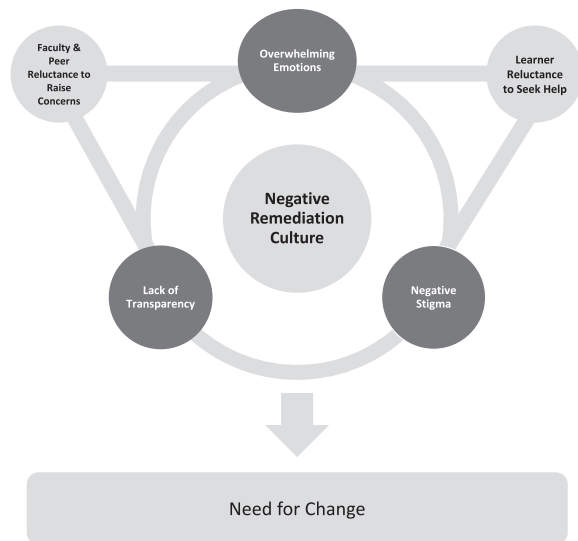 Faculty &
Peer
Reluctance to
Raise
Concerns
Overwhelming
Emotions
Learner
Reluctance
to Seek Help
Negative
Remediation
Culture
Lack of
Transparency
Negative
Stigma
Need for Change